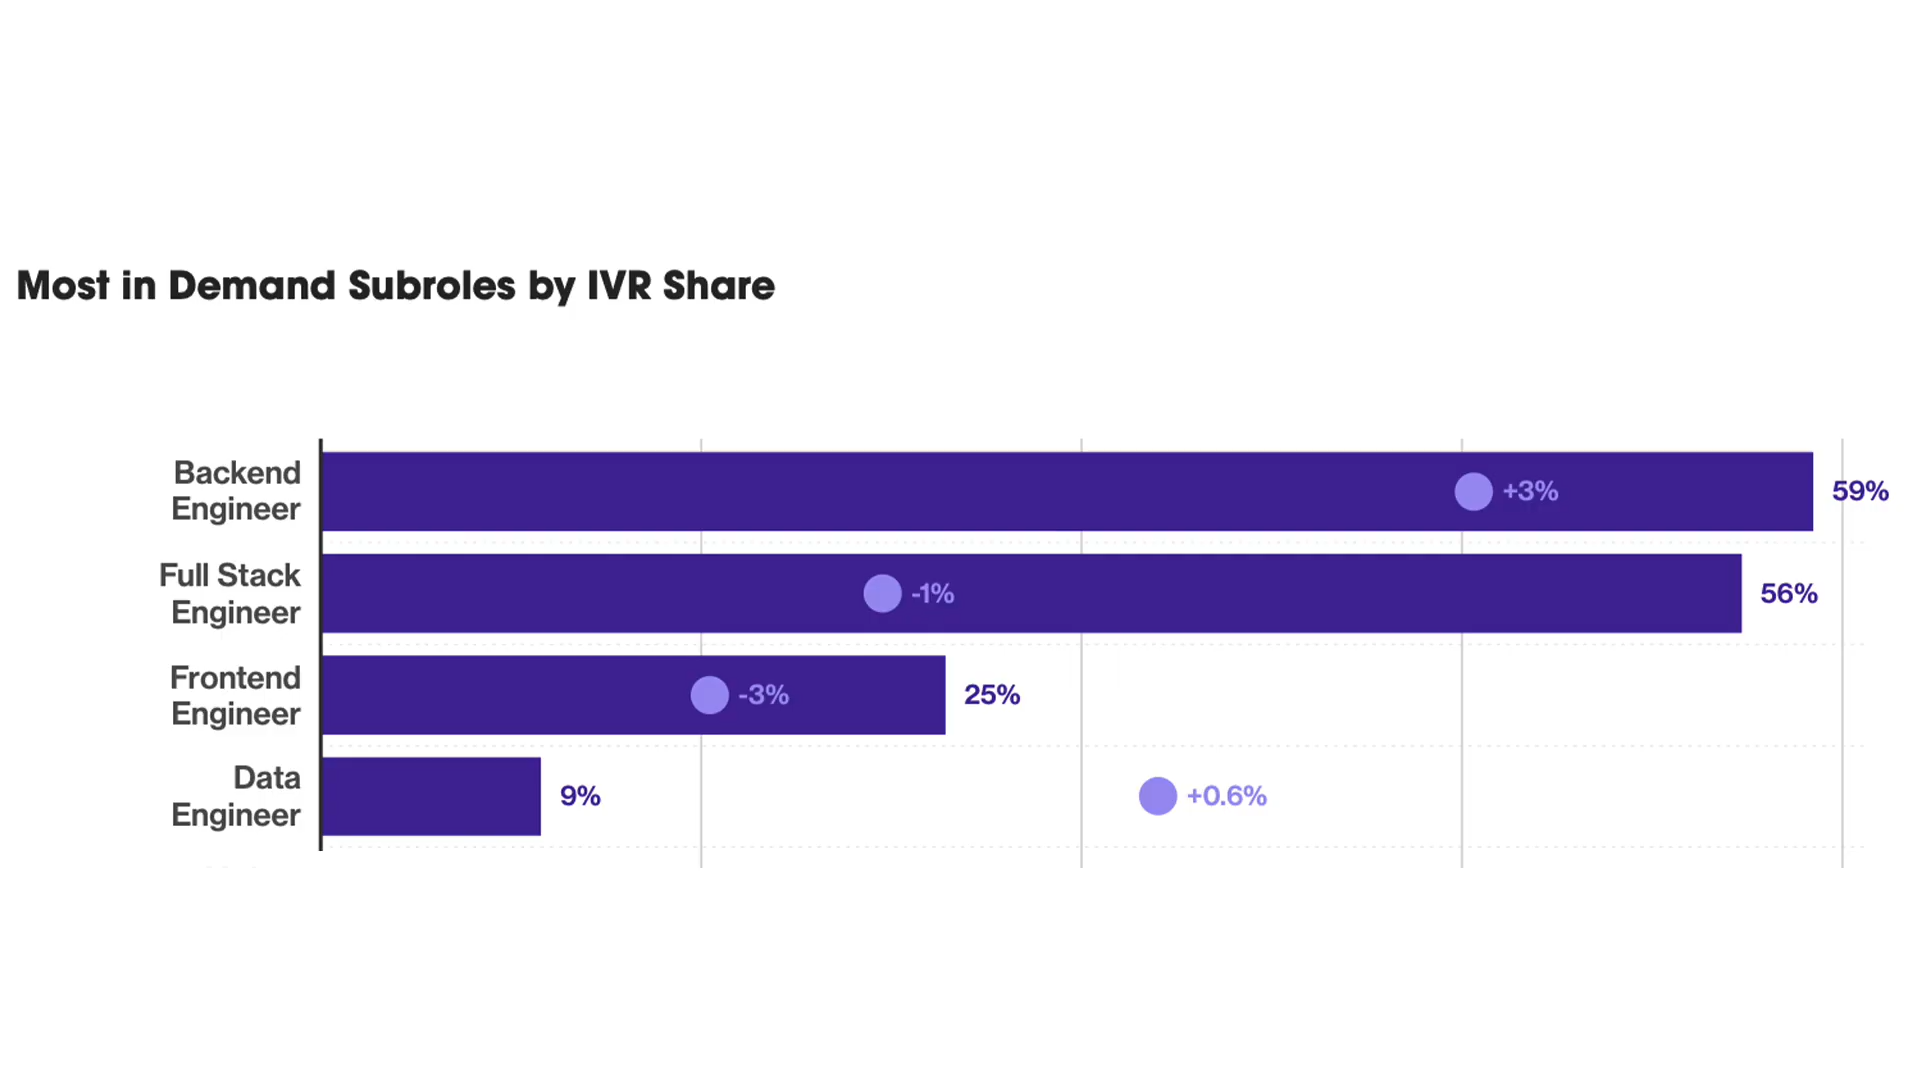 Most in Demand Subroles by IVR Share
Backend
Engineer
+3%
59%
Full Stack
Engineer
-1%
56%
Frontend
Engineer
-3%
25%
Data
Engineer
9%
+0.6%